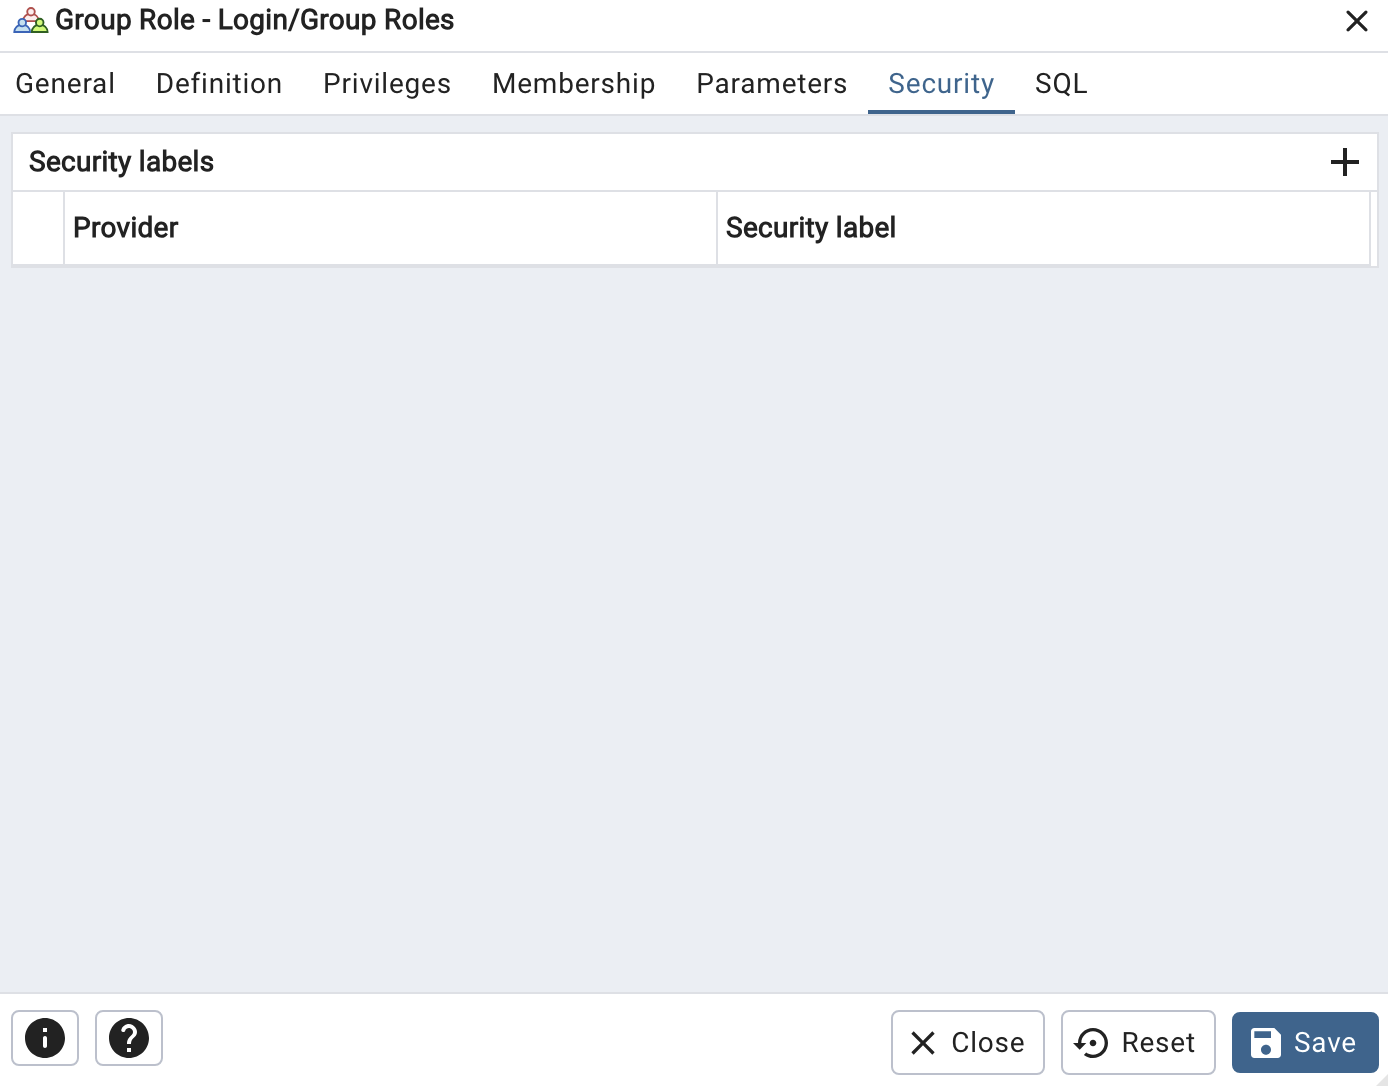 Group Role - Login/Group Roles
General Definition Privileges Membership Parameters Security SQL
Security labels
Provider Security label
Close Reset Save